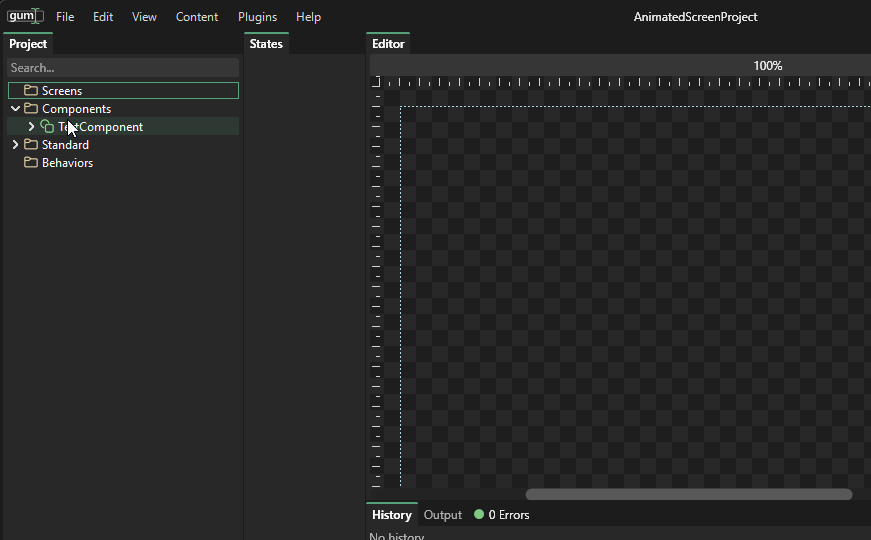 gum File Edit View Content Plugins Help AnimatedScreenProject
Project States Editor
Search...
100%
Screens
Components
TestComponent
Standard
Behaviors
History Output 0 Errors
No history